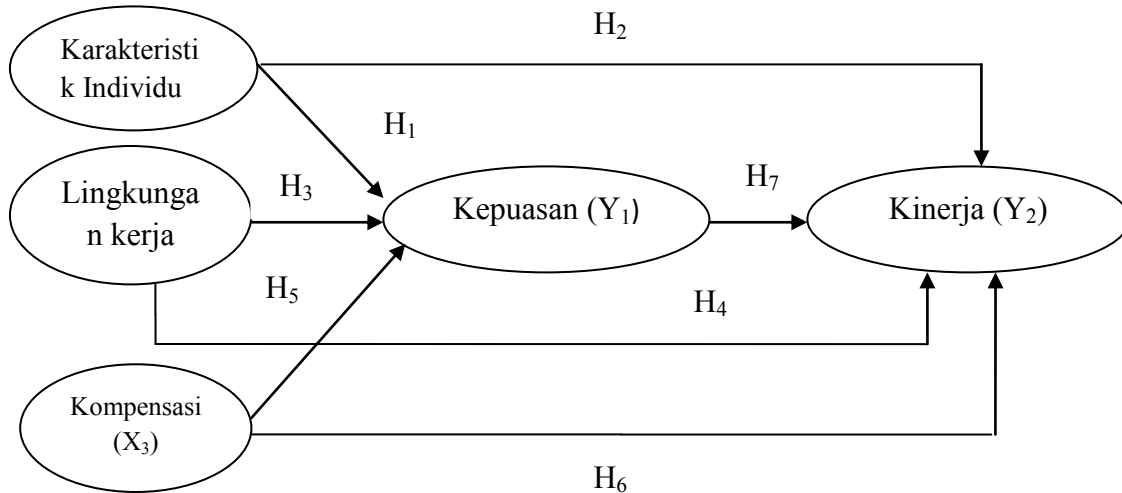 H₂
Karakteristi
k Individu
H₁
H₃
H₇
Lingkunga
n kerja
Kepuasan (Y₁)
Kinerja (Y₂)
H₅
H₄
Kompensasi
(X₃)
H₆